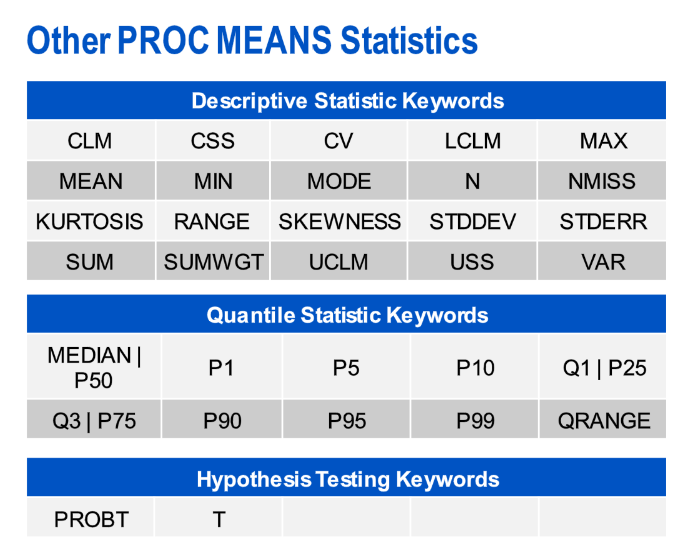 Other PROC MEANS Statistics
Descriptive Statistic Keywords
CLM CSS CV LCLM MAX
MEAN MIN MODE N NMISS
KURTOSIS RANGE SKEWNESS STDDEV STDERR
SUM SUMWGT UCLM USS VAR
Quantile Statistic Keywords
MEDIAN |
P50 P1 P5 P10 Q1 | P25
Q3 | P75 P90 P95 P99 QRANGE
Hypothesis Testing Keywords
PROBT T